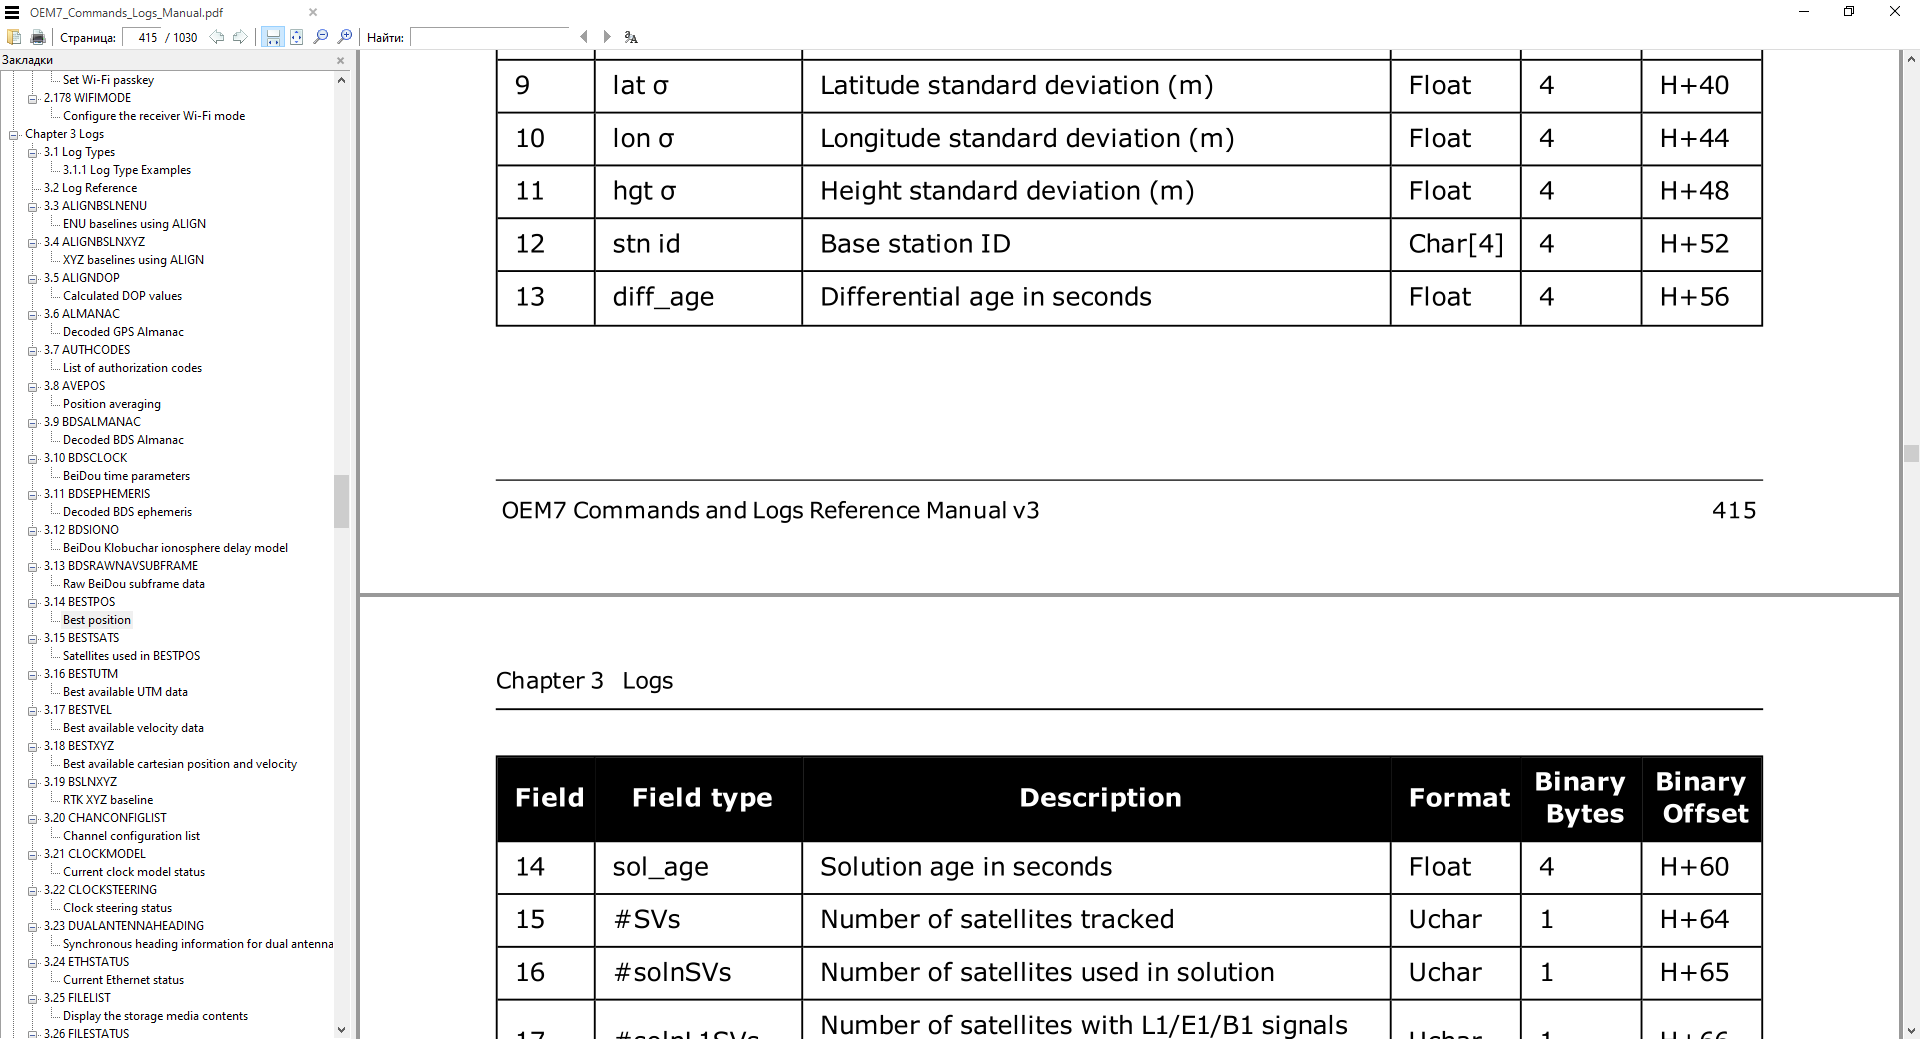 OEM7_Commands_Logs_Manual.pdf
Страница: 415 / 1030 Найти:
Закладки
Set Wi-Fi passkey
2.178 WIFIMODE
Configure the receiver Wi-Fi mode
Chapter 3 Logs
3.1 Log Types
3.1.1 Log Type Examples
3.2 Log Reference
3.3 ALIGNBSLNENU
ENU baselines using ALIGN
3.4 ALIGNBSLNXYZ
XYZ baselines using ALIGN
3.5 ALIGNDOP
Calculated DOP values
3.6 ALMANAC
Decoded GPS Almanac
3.7 AUTHCODES
List of authorization codes
3.8 AVEPOS
Position averaging
3.9 BDSALMANAC
Decoded BDS Almanac
3.10 BDSCLOCK
BeiDou time parameters
3.11 BDSEPHEMERIS
Decoded BDS ephemeris
3.12 BDSIONO
BeiDou Klobuchar ionosphere delay model
3.13 BDSRAWNAVSUBFRAME
Raw BeiDou subframe data
3.14 BESTPOS
Best position
3.15 BESTSATS
Satellites used in BESTPOS
3.16 BESTUTM
Best available UTM data
3.17 BESTVEL
Best available velocity data
3.18 BESTXYZ
Best available cartesian position and velocity
3.19 BSLNXYZ
RTK XYZ baseline
3.20 CHANCONFIGLIST
Channel configuration list
3.21 CLOCKMODEL
Current clock model status
3.22 CLOCKSTEERING
Clock steering status
3.23 DUALANTENNAHEADING
Synchronous heading information for dual antenna
3.24 ETHSTATUS
Current Ethernet status
3.25 FILELIST
Display the storage media contents
3.26 FILESTATUS
9 lat σ Latitude standard deviation (m) Float 4 H+40
10 lon σ Longitude standard deviation (m) Float 4 H+44
11 hgt σ Height standard deviation (m) Float 4 H+48
12 stn id Base station ID Char[4] 4 H+52
13 diff_age Differential age in seconds Float 4 H+56
OEM7 Commands and Logs Reference Manual v3 415
Chapter 3 Logs
Field Field type Description Format Binary Bytes Binary Offset
14 sol_age Solution age in seconds Float 4 H+60
15 #SVs Number of satellites tracked Uchar 1 H+64
16 #solnSVs Number of satellites used in solution Uchar 1 H+65
17 #solnL1SVs Number of satellites with L1/E1/B1 signals Uchar 1 H+66